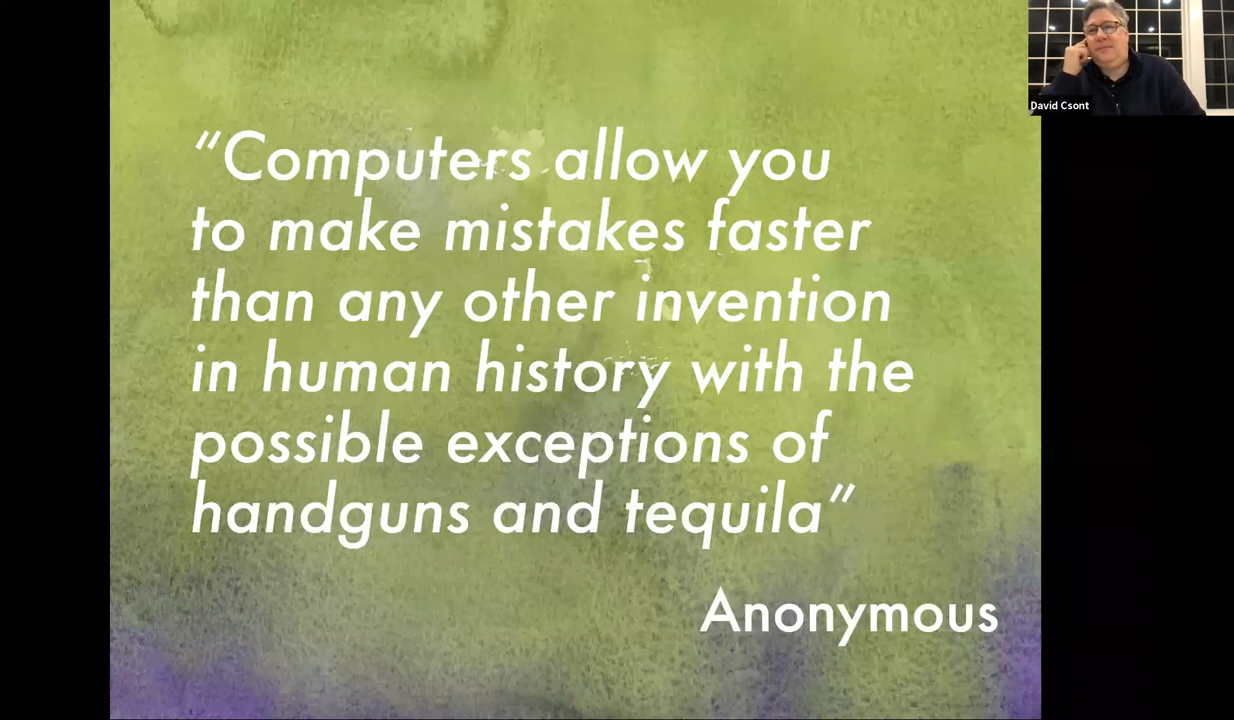 “Computers allow you
to make mistakes faster
than any other invention
in human history with the
possible exceptions of
handguns and tequila”
Anonymous
David Csont